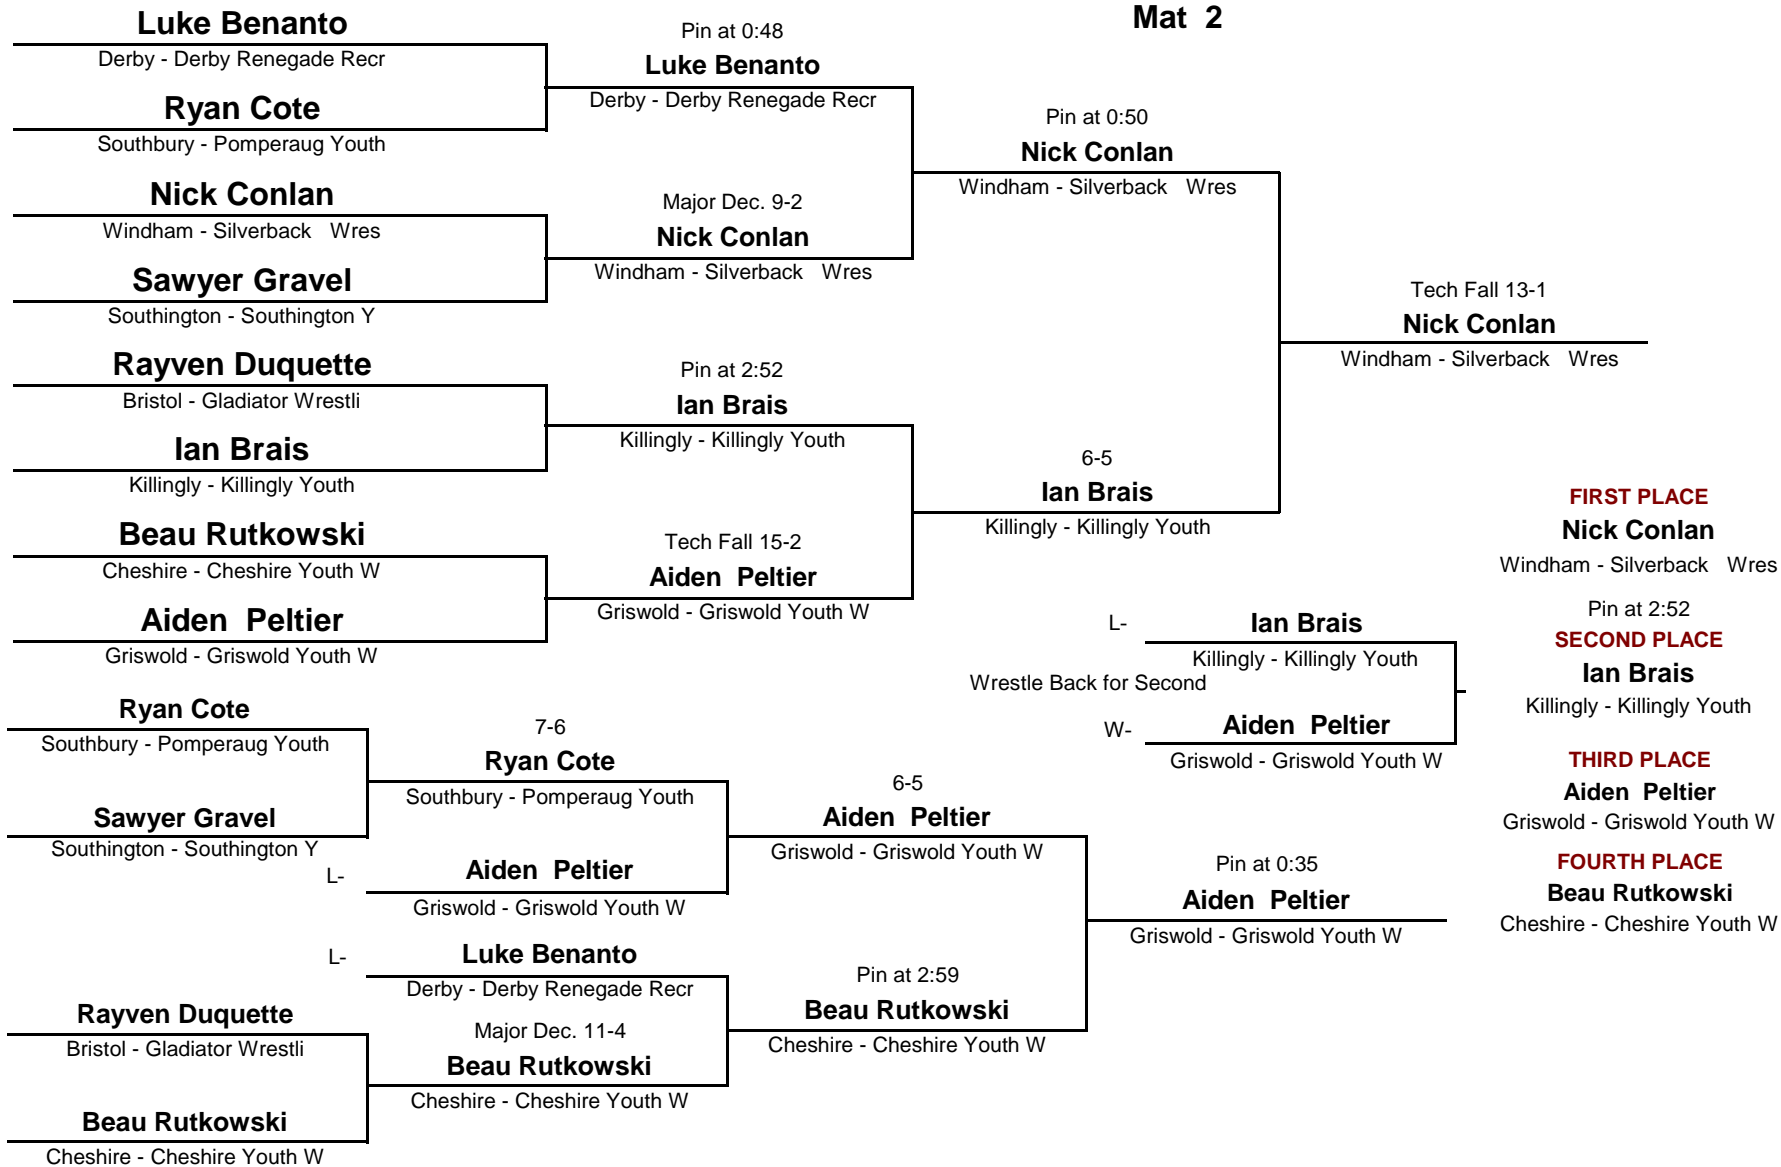 Mat 2
Luke Benanto
Derby - Derby Renegade Recr
Ryan Cote
Southbury - Pomperaug Youth
Nick Conlan
Windham - Silverback Wres
Sawyer Gravel
Southington - Southington Y
Rayven Duquette
Bristol - Gladiator Wrestli
Ian Brais
Killingly - Killingly Youth
Beau Rutkowski
Cheshire - Cheshire Youth W
Aiden Peltier
Griswold - Griswold Youth W
Pin at 0:48
Luke Benanto
Derby - Derby Renegade Recr
Major Dec. 9-2
Nick Conlan
Windham - Silverback Wres
Pin at 2:52
Ian Brais
Killingly - Killingly Youth
Tech Fall 15-2
Aiden Peltier
Griswold - Griswold Youth W
Pin at 0:50
Nick Conlan
Windham - Silverback Wres
6-5
Ian Brais
Killingly - Killingly Youth
Tech Fall 13-1
Nick Conlan
Windham - Silverback Wres
Ryan Cote
Southbury - Pomperaug Youth
Sawyer Gravel
Southington - Southington Y
Rayven Duquette
Bristol - Gladiator Wrestli
Beau Rutkowski
Cheshire - Cheshire Youth W
7-6
Ryan Cote
Southbury - Pomperaug Youth
L-
Aiden Peltier
Griswold - Griswold Youth W
L-
Luke Benanto
Derby - Derby Renegade Recr
Major Dec. 11-4
Beau Rutkowski
Cheshire - Cheshire Youth W
6-5
Aiden Peltier
Griswold - Griswold Youth W
Pin at 2:59
Beau Rutkowski
Cheshire - Cheshire Youth W
Pin at 0:35
Aiden Peltier
Griswold - Griswold Youth W
L-
Ian Brais
Killingly - Killingly Youth
Wrestle Back for Second
W-
Aiden Peltier
Griswold - Griswold Youth W
FIRST PLACE
Nick Conlan
Windham - Silverback Wres
Pin at 2:52
SECOND PLACE
Ian Brais
Killingly - Killingly Youth
THIRD PLACE
Aiden Peltier
Griswold - Griswold Youth W
FOURTH PLACE
Beau Rutkowski
Cheshire - Cheshire Youth W